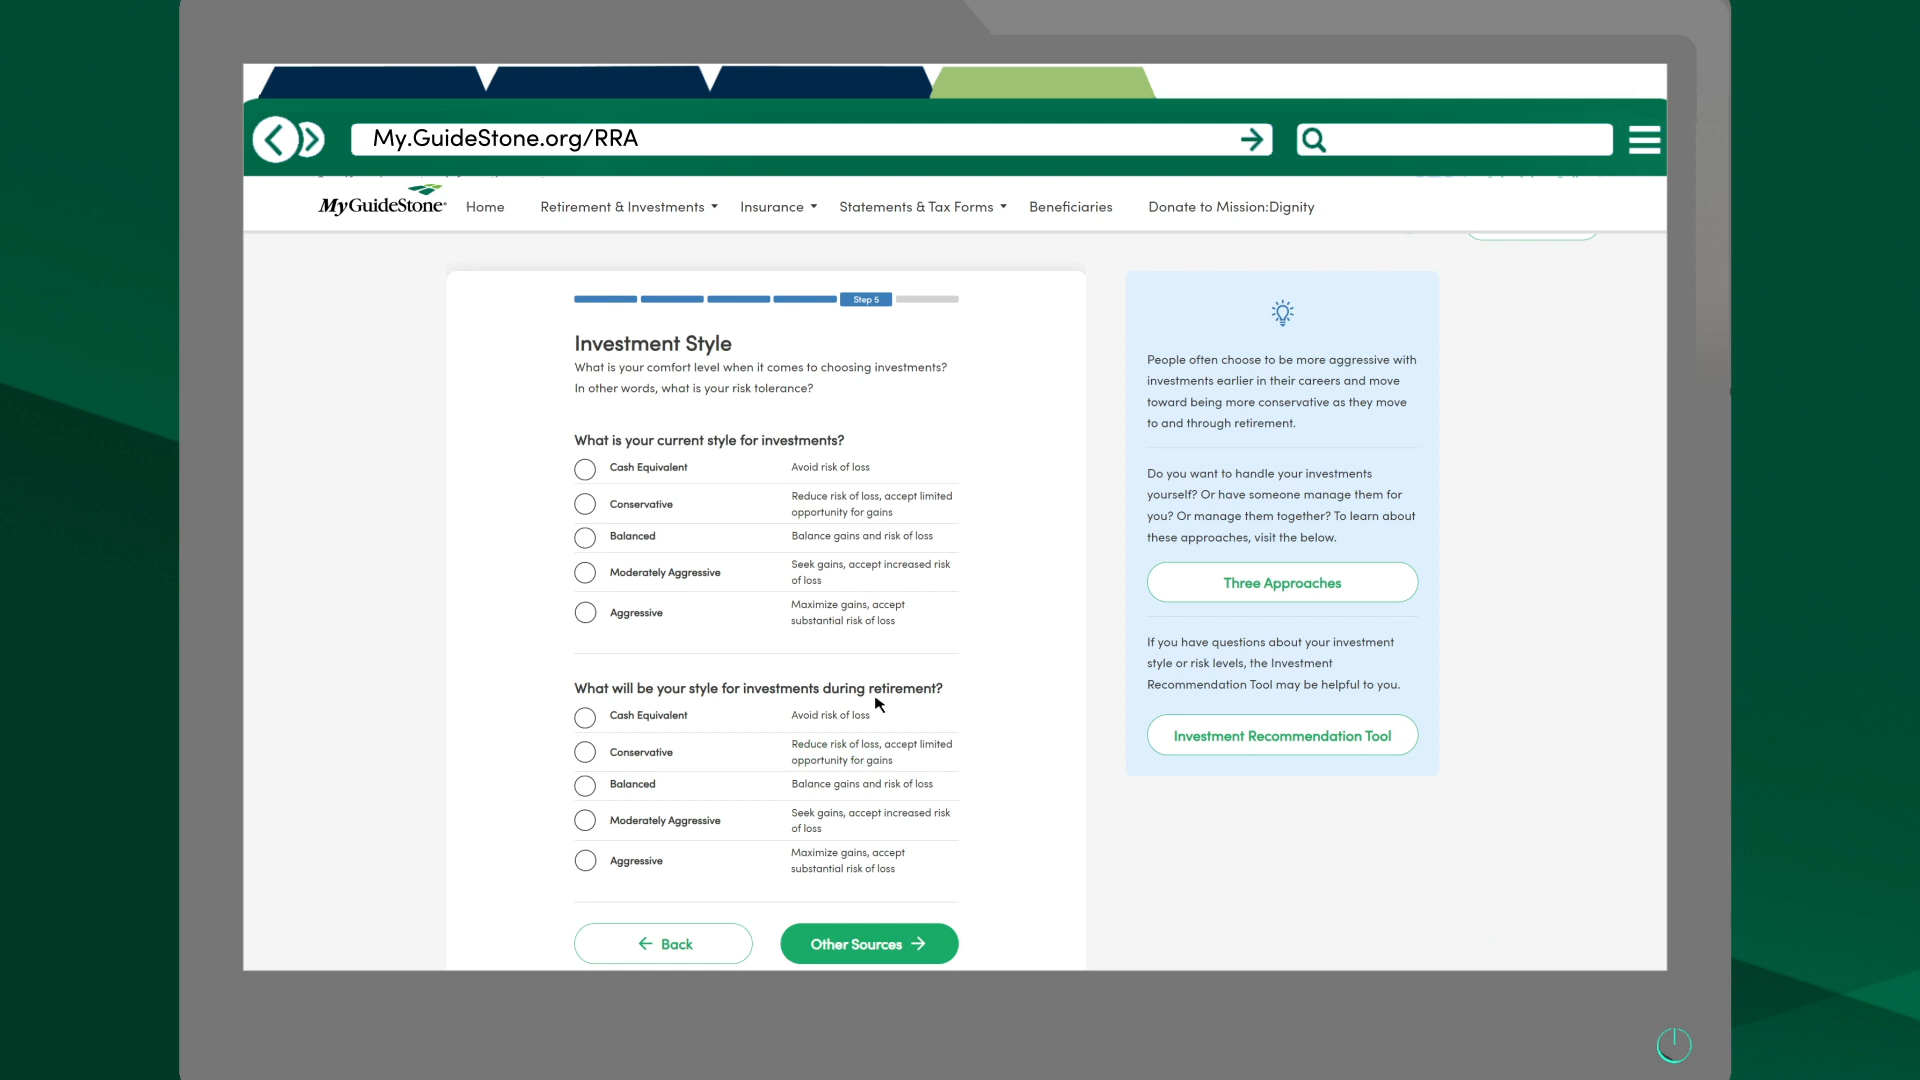 My.GuideStone.org/RRA
MyGuideStone
Home
Retirement & Investments
Insurance
Statements & Tax Forms
Beneficiaries
Donate to Mission:Dignity
Step 5
Investment Style
What is your comfort level when it comes to choosing investments?
In other words, what is your risk tolerance?
What is your current style for investments?
Cash Equivalent
Avoid risk of loss
Conservative
Reduce risk of loss, accept limited
opportunity for gains
Balanced
Balance gains and risk of loss
Moderately Aggressive
Seek gains, accept increased risk
of loss
Aggressive
Maximize gains, accept
substantial risk of loss
What will be your style for investments during retirement?
Cash Equivalent
Avoid risk of loss
Conservative
Reduce risk of loss, accept limited
opportunity for gains
Balanced
Balance gains and risk of loss
Moderately Aggressive
Seek gains, accept increased risk
of loss
Aggressive
Maximize gains, accept
substantial risk of loss
Back
Other Sources
People often choose to be more aggressive with
investments earlier in their careers and move
toward being more conservative as they move
to and through retirement.
Do you want to handle your investments
yourself? Or have someone manage them for
you? Or manage them together? To learn about
these approaches, visit the below.
Three Approaches
If you have questions about your investment
style or risk levels, the Investment
Recommendation Tool may be helpful to you.
Investment Recommendation Tool